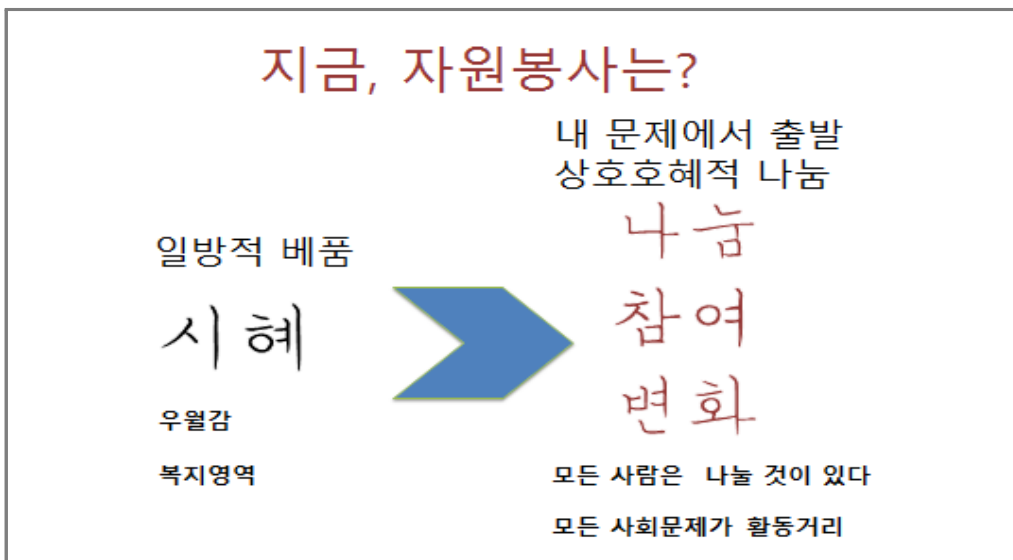 지금, 자원봉사는?
일방적 베품
시혜
우월감
복지영역
내 문제에서 출발
상호호혜적 나눔
나눔
참여
변화
모든 사람은 나눌 것이 있다
모든 사회문제가 활동거리